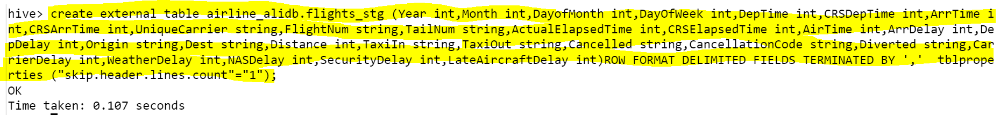 hive> create external table airline_alidb.flights_stg (Year int,Month int,DayofMonth int,DayOfWeek int,DepTime int,CRSDepTime int,ArrTime i
nt,CRSArrTime int,UniqueCarrier string,FlightNum string,TailNum string,ActualElapsedTime int,CRSElapsedTime int,AirTime int,ArrDelay int,De
pDelay int,Origin string,Dest string,Distance int,TaxiIn string,TaxiOut string,Cancelled string,CancellationCode string,Diverted string,Car
rierDelay int,WeatherDelay int,NASDelay int,SecurityDelay int,LateAircraftDelay int)ROW FORMAT DELIMITED FIELDS TERMINATED BY ','  tblprope
rties ("skip.header.lines.count"="1");
OK
Time taken: 0.107 seconds